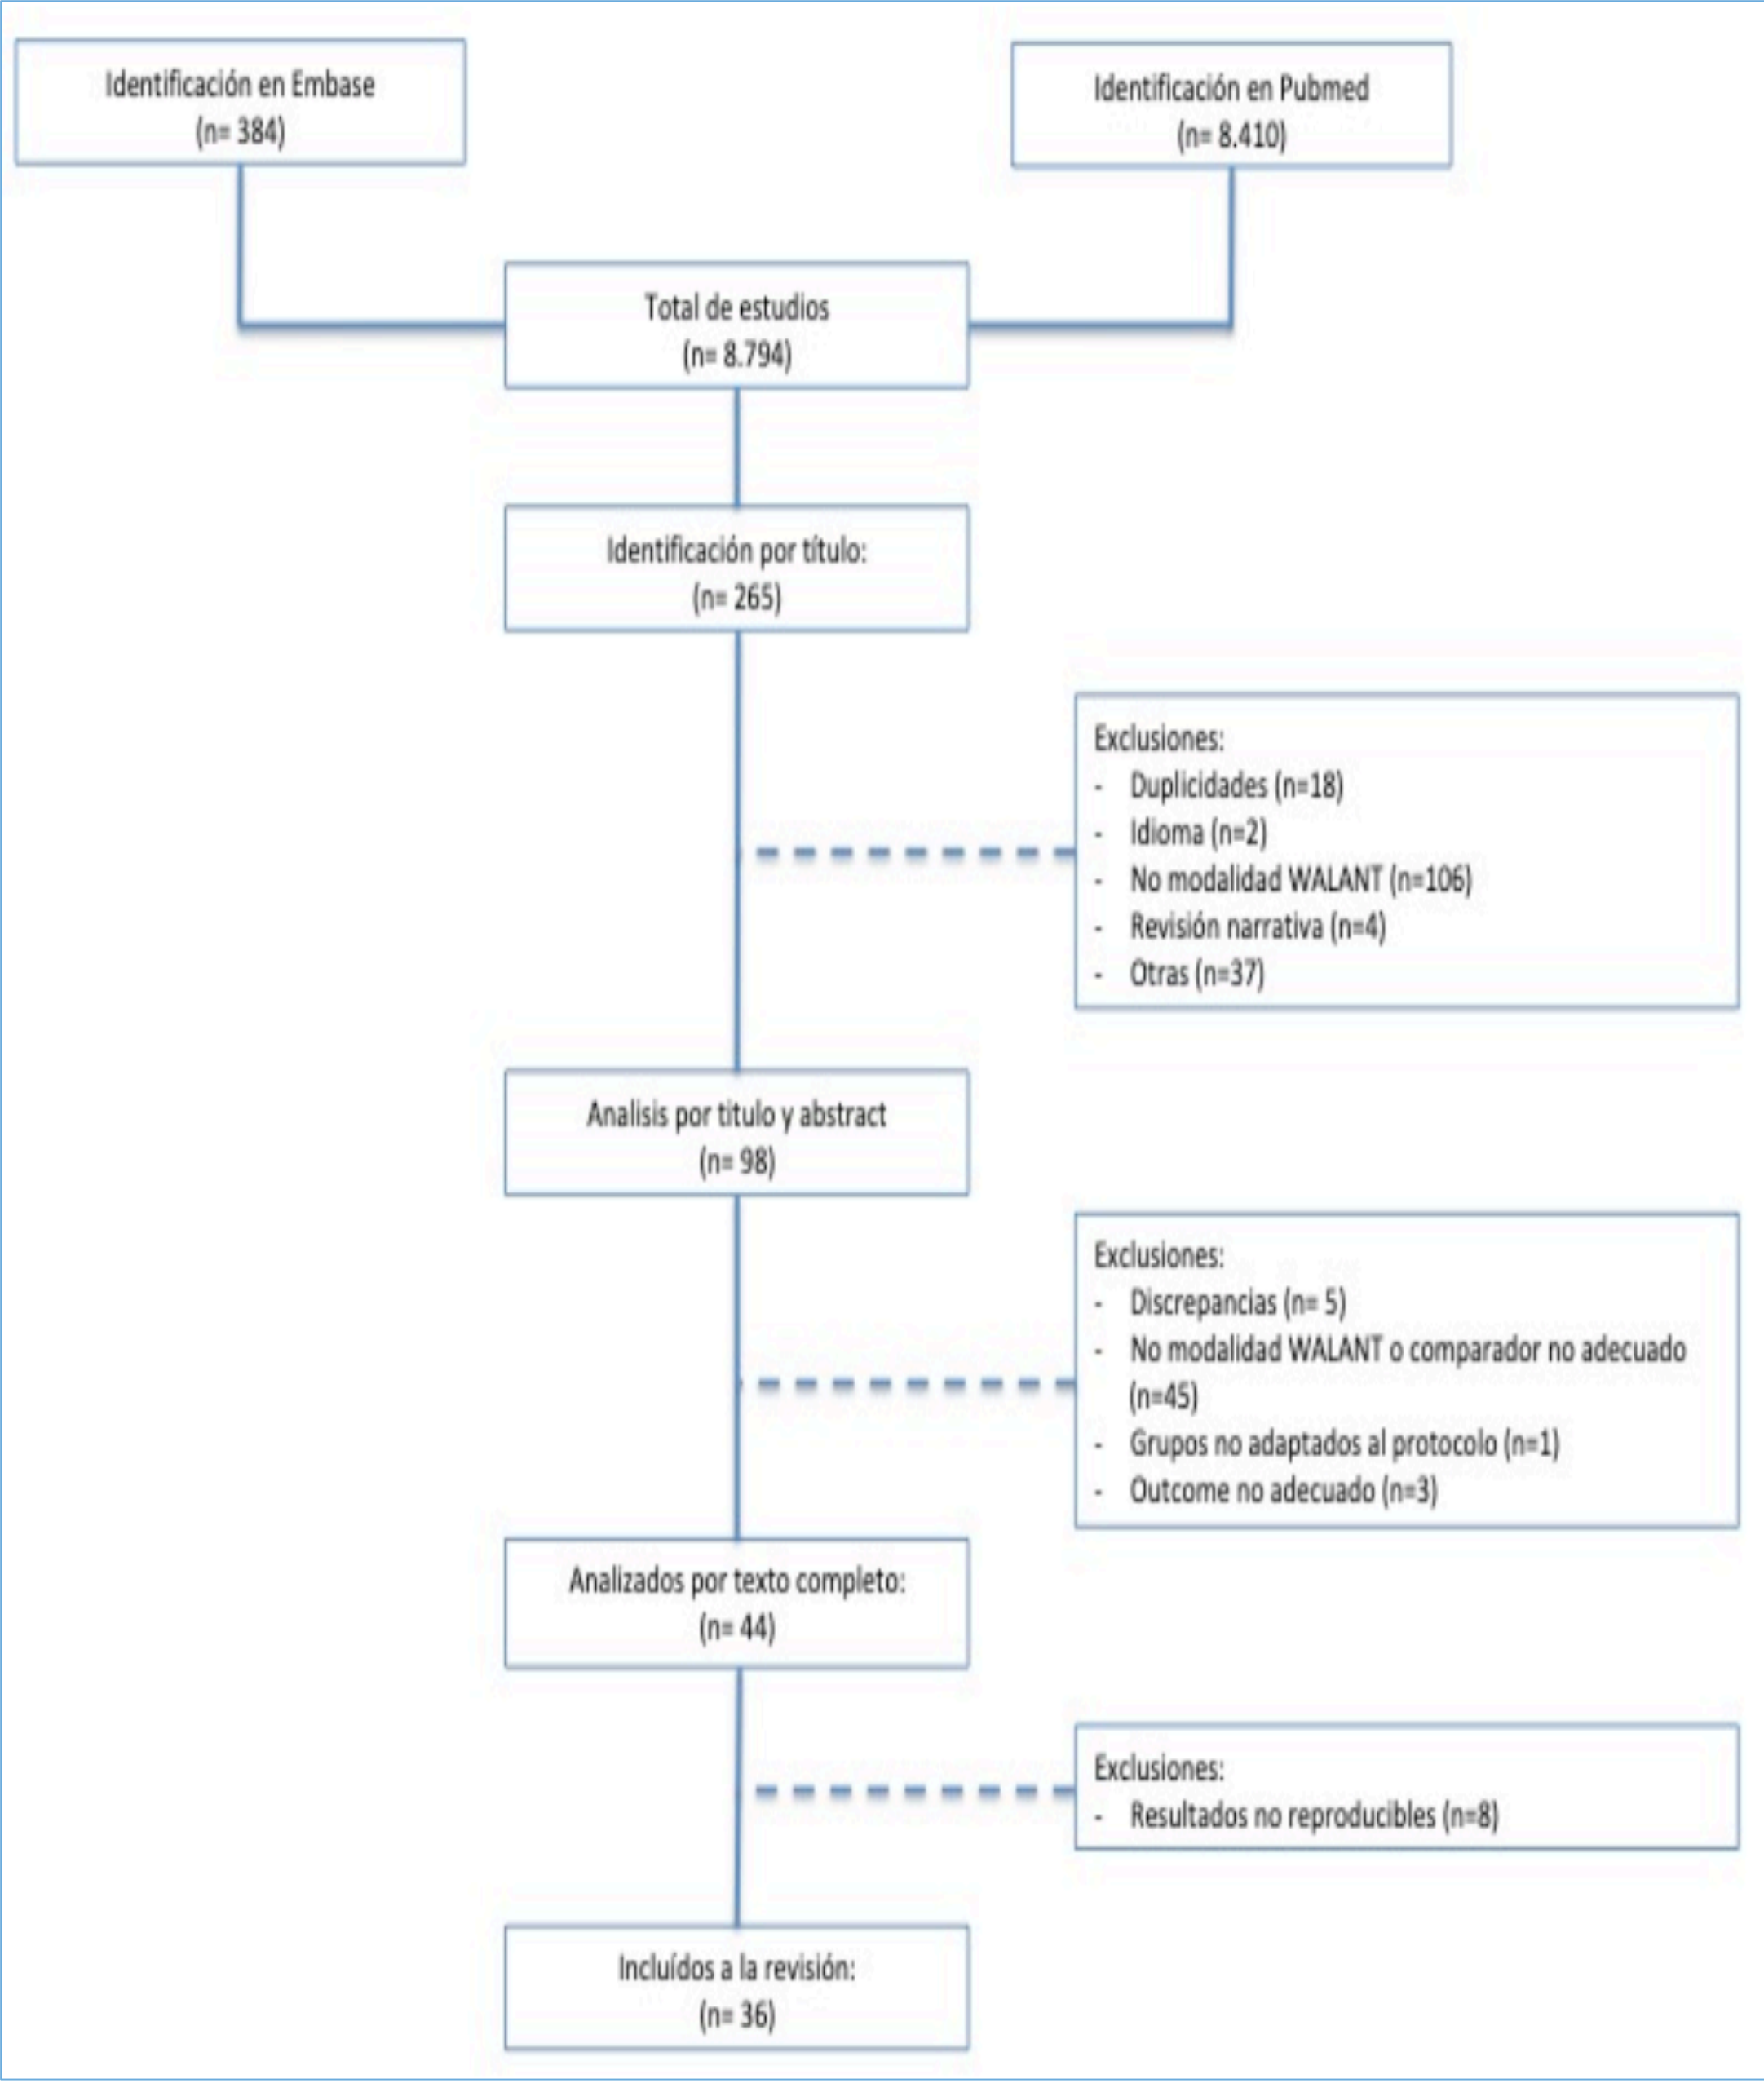 Identificación en Embase
(n= 384)
Identificación en Pubmed
(n= 8.410)
Total de estudios
(n= 8.794)
Identificación por título:
(n= 265)
Exclusiones:
- Duplicidades (n=18)
- Idioma (n=2)
- No modalidad WALANT (n=106)
- Revisión narrativa (n=4)
- Otras (n=37)
Analisis por titulo y abstract
(n= 98)
Exclusiones:
- Discrepancias (n= 5)
- No modalidad WALANT o comparador no adecuado
(n=45)
- Grupos no adaptados al protocolo (n=1)
- Outcome no adecuado (n=3)
Analizados por texto completo:
(n= 44)
Exclusiones:
- Resultados no reproducibles (n=8)
Incluídos a la revisión:
(n= 36)